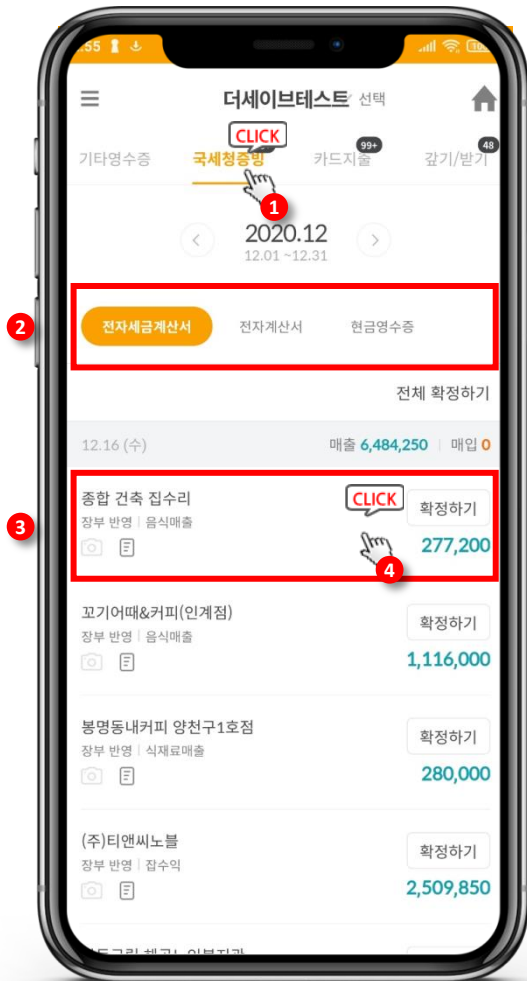 :55
100
더세이브테스트 선택
CLICK
99+
48
기타영수증 국세청증빙 카드지출 갚기/받기
1
2020.12
12.01 ~12.31
2
전자세금계산서 전자계산서 현금영수증
전체 확정하기
12.16 (수) 매출 6,484,250 매입 0
3
종합 건축 집수리 CLICK 확정하기
장부 반영 음식매출
277,200
4
꼬기어때&커피(인계점) 확정하기
장부 반영 음식매출
1,116,000
봉명동내커피 양천구1호점 확정하기
장부 반영 식재료매출
280,000
(주)티앤씨노블 확정하기
장부 반영 잡수익
2,509,850